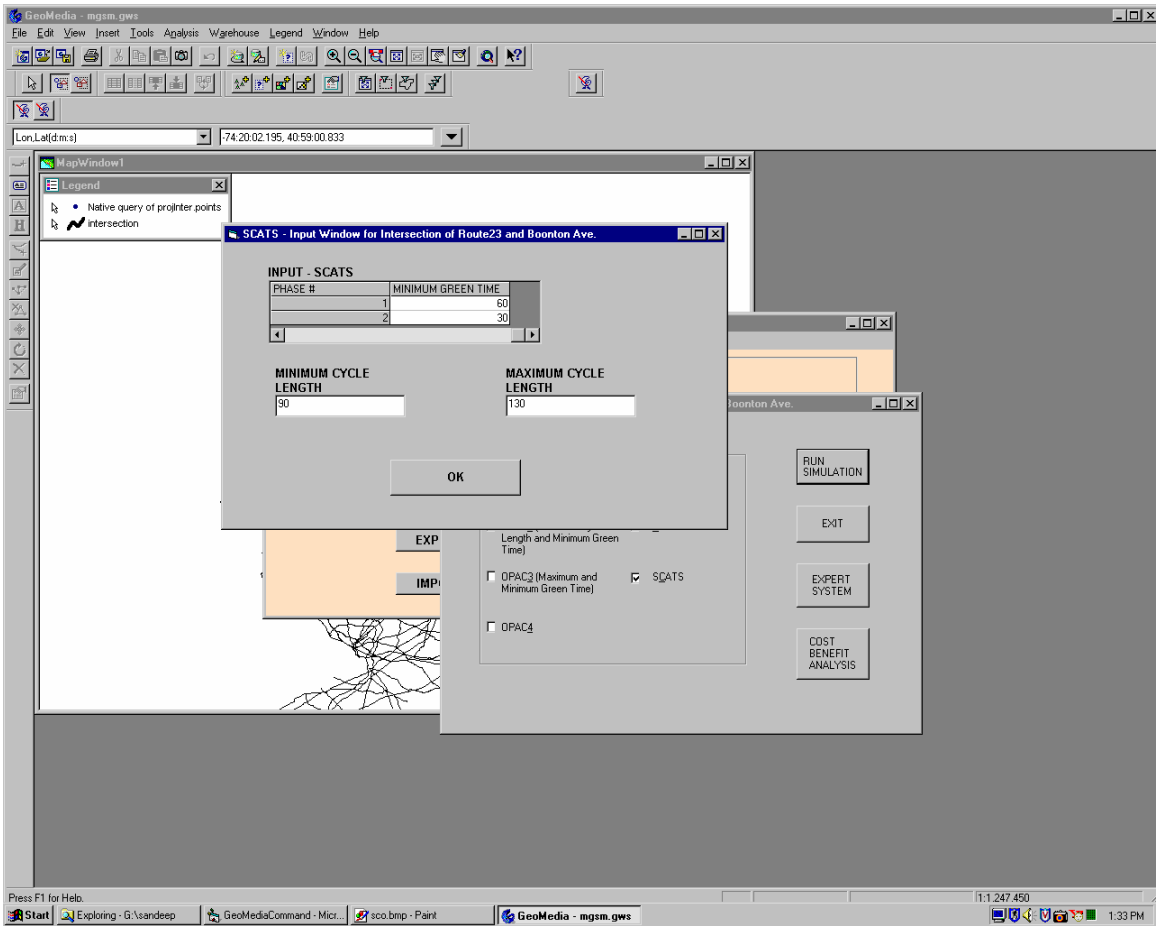 GeoMedia - mgsm.gws
File Edit View Insert Tools Analysis Warehouse Legend Window Help
Lon,Lat(d:m:s) -74:20:02.195, 40:59:00.833
MapWindow1
Legend
Native query of projInter.points
intersection
SCATS - Input Window for Intersection of Route23 and Boonton Ave.
INPUT - SCATS
PHASE # MINIMUM GREEN TIME
1 60
2 30
MINIMUM CYCLE LENGTH
90
MAXIMUM CYCLE LENGTH
130
OK
Boonton Ave.
RUN SIMULATION
EXIT
EXPERT SYSTEM
COST BENEFIT ANALYSIS
EXP
IMP
Length and Minimum Green Time)
OPAC3 (Maximum and Minimum Green Time)
SCATS
OPAC4
Press F1 for Help.
1:1,247,450
Start Exploring - G:\sandeep GeoMediaCommand - Micr... sco.bmp - Paint GeoMedia - mgsm.gws 1:33 PM